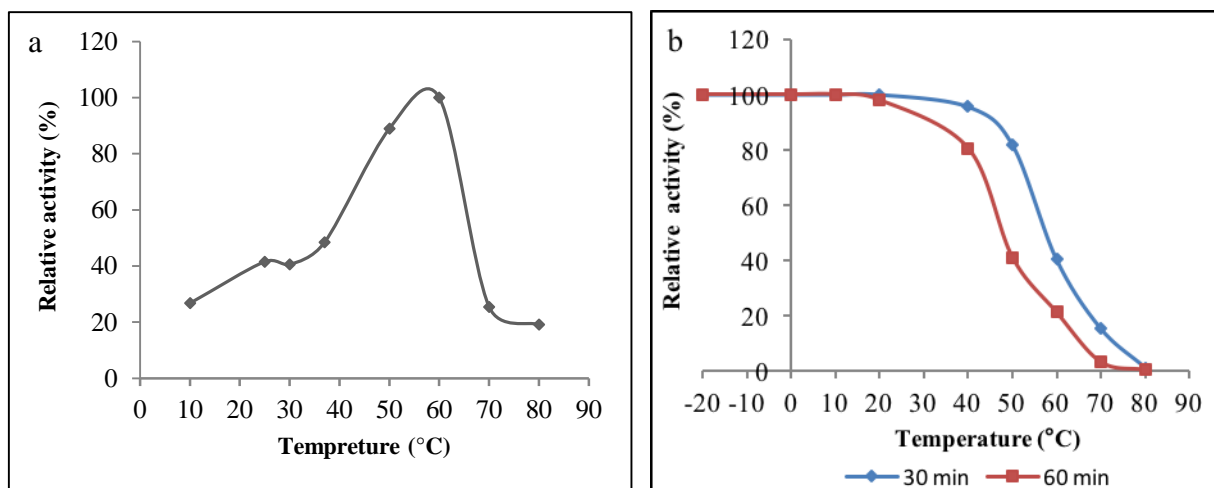 a
120
100
80
60
40
20
0
Relative activity (%)
0 10 20 30 40 50 60 70 80 90
Tempreture (°C)
b
120
100
80
60
40
20
0
Relative activity (%)
-20 -10 0 10 20 30 40 50 60 70 80 90
Temperature (°C)
30 min 60 min